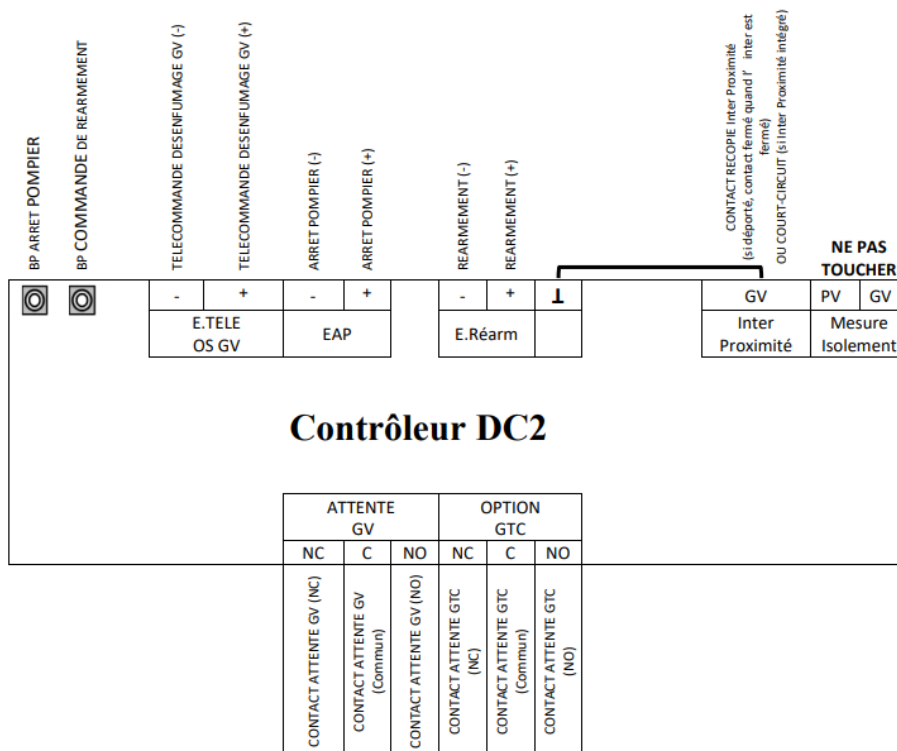 BP ARRET POMPIER
BP COMMANDE DE REARMEMENT
TELECOMMANDE DESENFUMAGE GV (-)
TELECOMMANDE DESENFUMAGE GV (+)
ARRET POMPIER (-)
ARRET POMPIER (+)
REARMEMENT (-)
REARMEMENT (+)
CONTACT RECOPIE Inter Proximité
(si déporté, contact fermé quand l' inter est
fermé)
OU COURT-CIRCUIT (si Inter Proximité intégré)
NE PAS
TOUCHER
- + - + - + GV PV GV
E.TELE
OS GV
EAP
E.Réarm
Inter
Proximité
Mesure
Isolement
Contrôleur DC2
ATTENTE
GV
OPTION
GTC
NC C NO NC C NO
CONTACT ATTENTE GV (NC)
CONTACT ATTENTE GV
(Commun)
CONTACT ATTENTE GV (NO)
CONTACT ATTENTE GTC
(NC)
CONTACT ATTENTE GTC
(Commun)
CONTACT ATTENTE GTC
(NO)